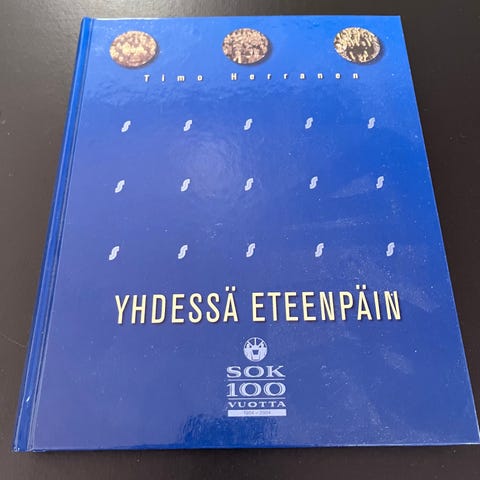 Timo Herranen
S S S S S
S S S S S
S S S S S
YHDESSÄ ETEENPÄIN
SOK
100
VUOTTA
1904 - 2004